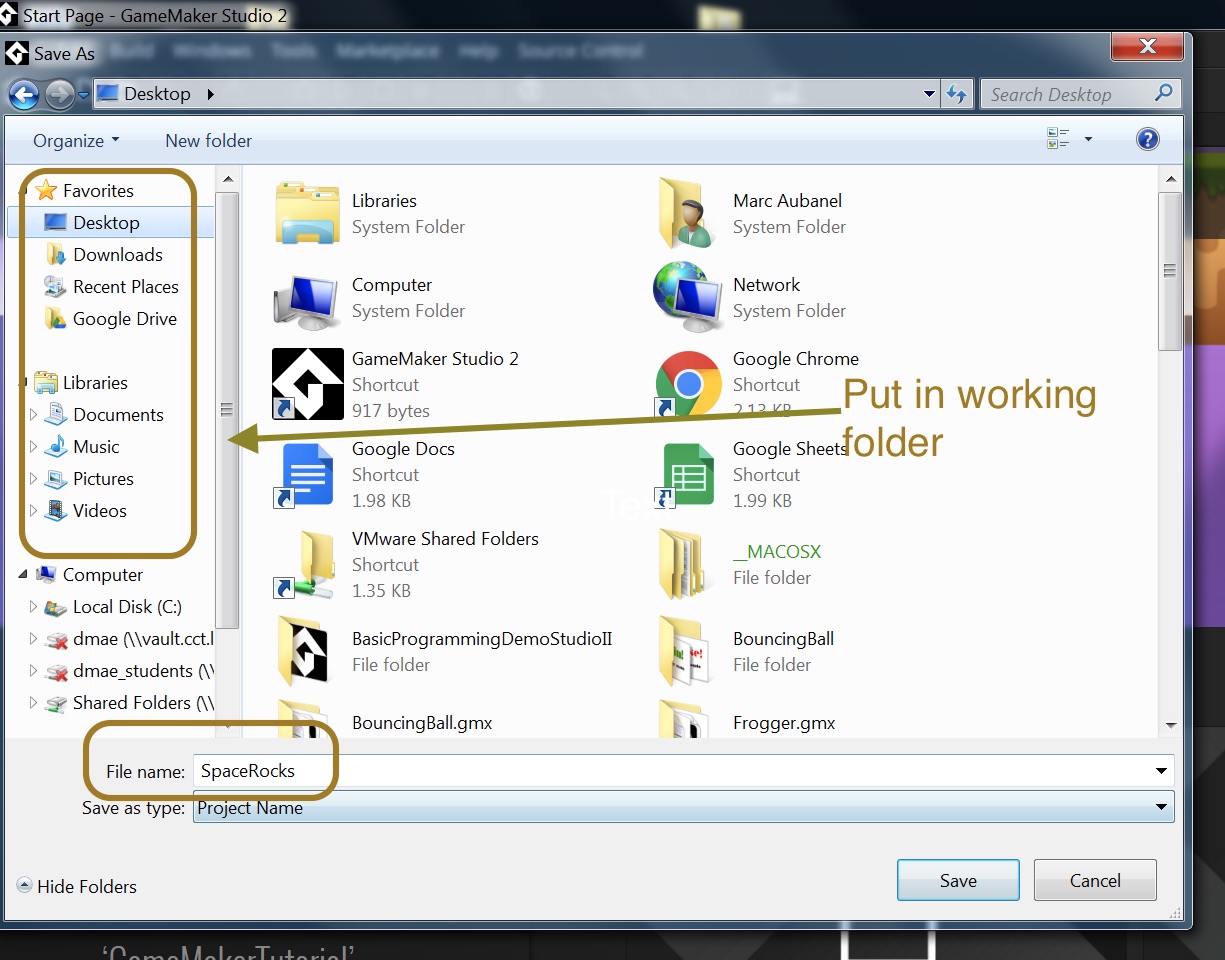 Start Page - GameMaker Studio 2
Save As
Build Windows Tools Marketplace Help Source Control
Desktop
Search Desktop
Organize
New folder
Favorites
Desktop
Downloads
Recent Places
Google Drive
Libraries
Documents
Music
Pictures
Videos
Computer
Local Disk (C:)
dmae (\\vault.cct.l
dmae_students (\\
Shared Folders (\\
Libraries
System Folder
Marc Aubanel
System Folder
Computer
System Folder
Network
System Folder
GameMaker Studio 2
Shortcut
917 bytes
Google Chrome
Shortcut
2.13 KB
Put in working
folder
Google Docs
Shortcut
1.98 KB
Google Sheets
Shortcut
1.99 KB
Text
VMware Shared Folders
Shortcut
1.35 KB
__MACOSX
File folder
BasicProgrammingDemoStudioII
File folder
BouncingBall
File folder
BouncingBall.gmx
Frogger.gmx
File name: SpaceRocks
Save as type: Project Name
Hide Folders
Save
Cancel
‘GameMakerTutorial’